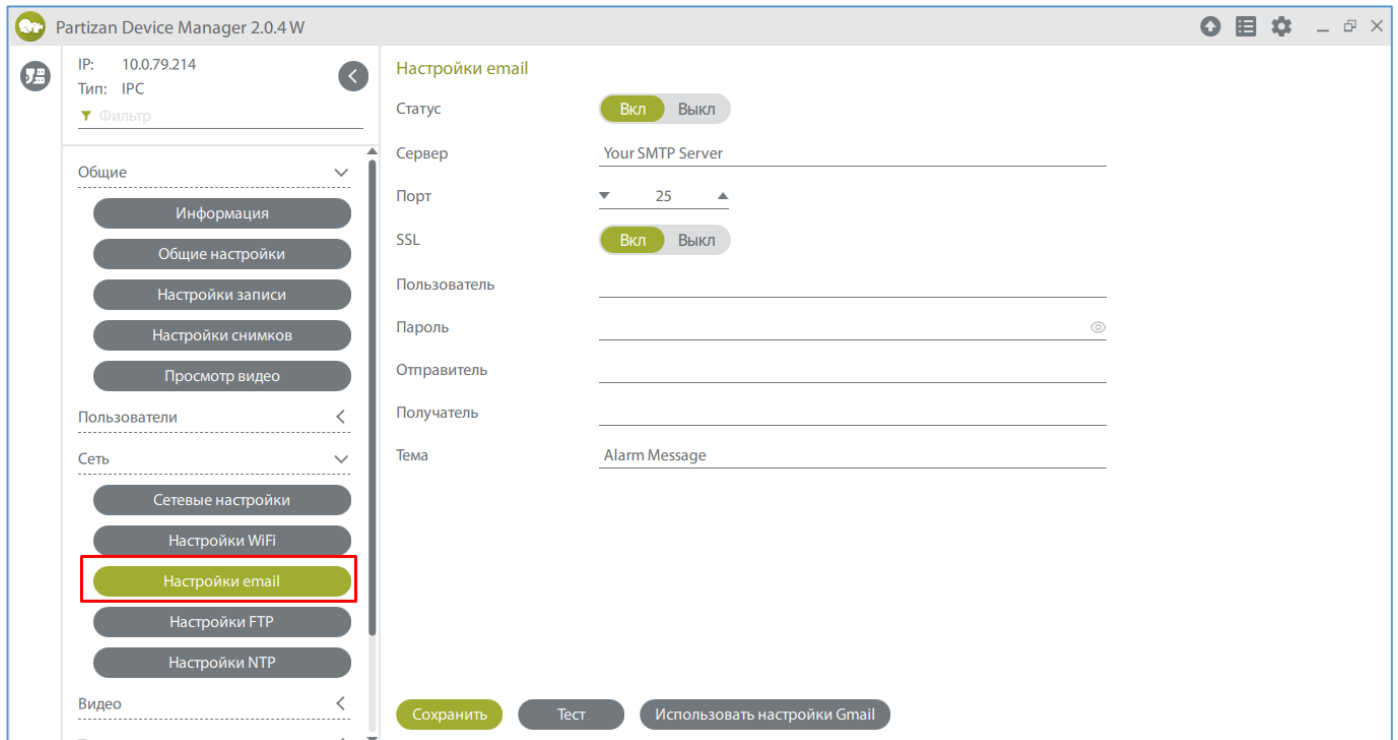 Partizan Device Manager 2.0.4 W
IP: 10.0.79.214
Тип: IPC
Фильтр
Общие
Информация
Общие настройки
Настройки записи
Настройки снимков
Просмотр видео
Пользователи
Сеть
Сетевые настройки
Настройки WiFi
Настройки email
Настройки FTP
Настройки NTP
Видео
Настройки email
Статус Вкл Выкл
Сервер Your SMTP Server
Порт 25
SSL Вкл Выкл
Пользователь
Пароль
Отправитель
Получатель
Тема Alarm Message
Сохранить Тест Использовать настройки Gmail